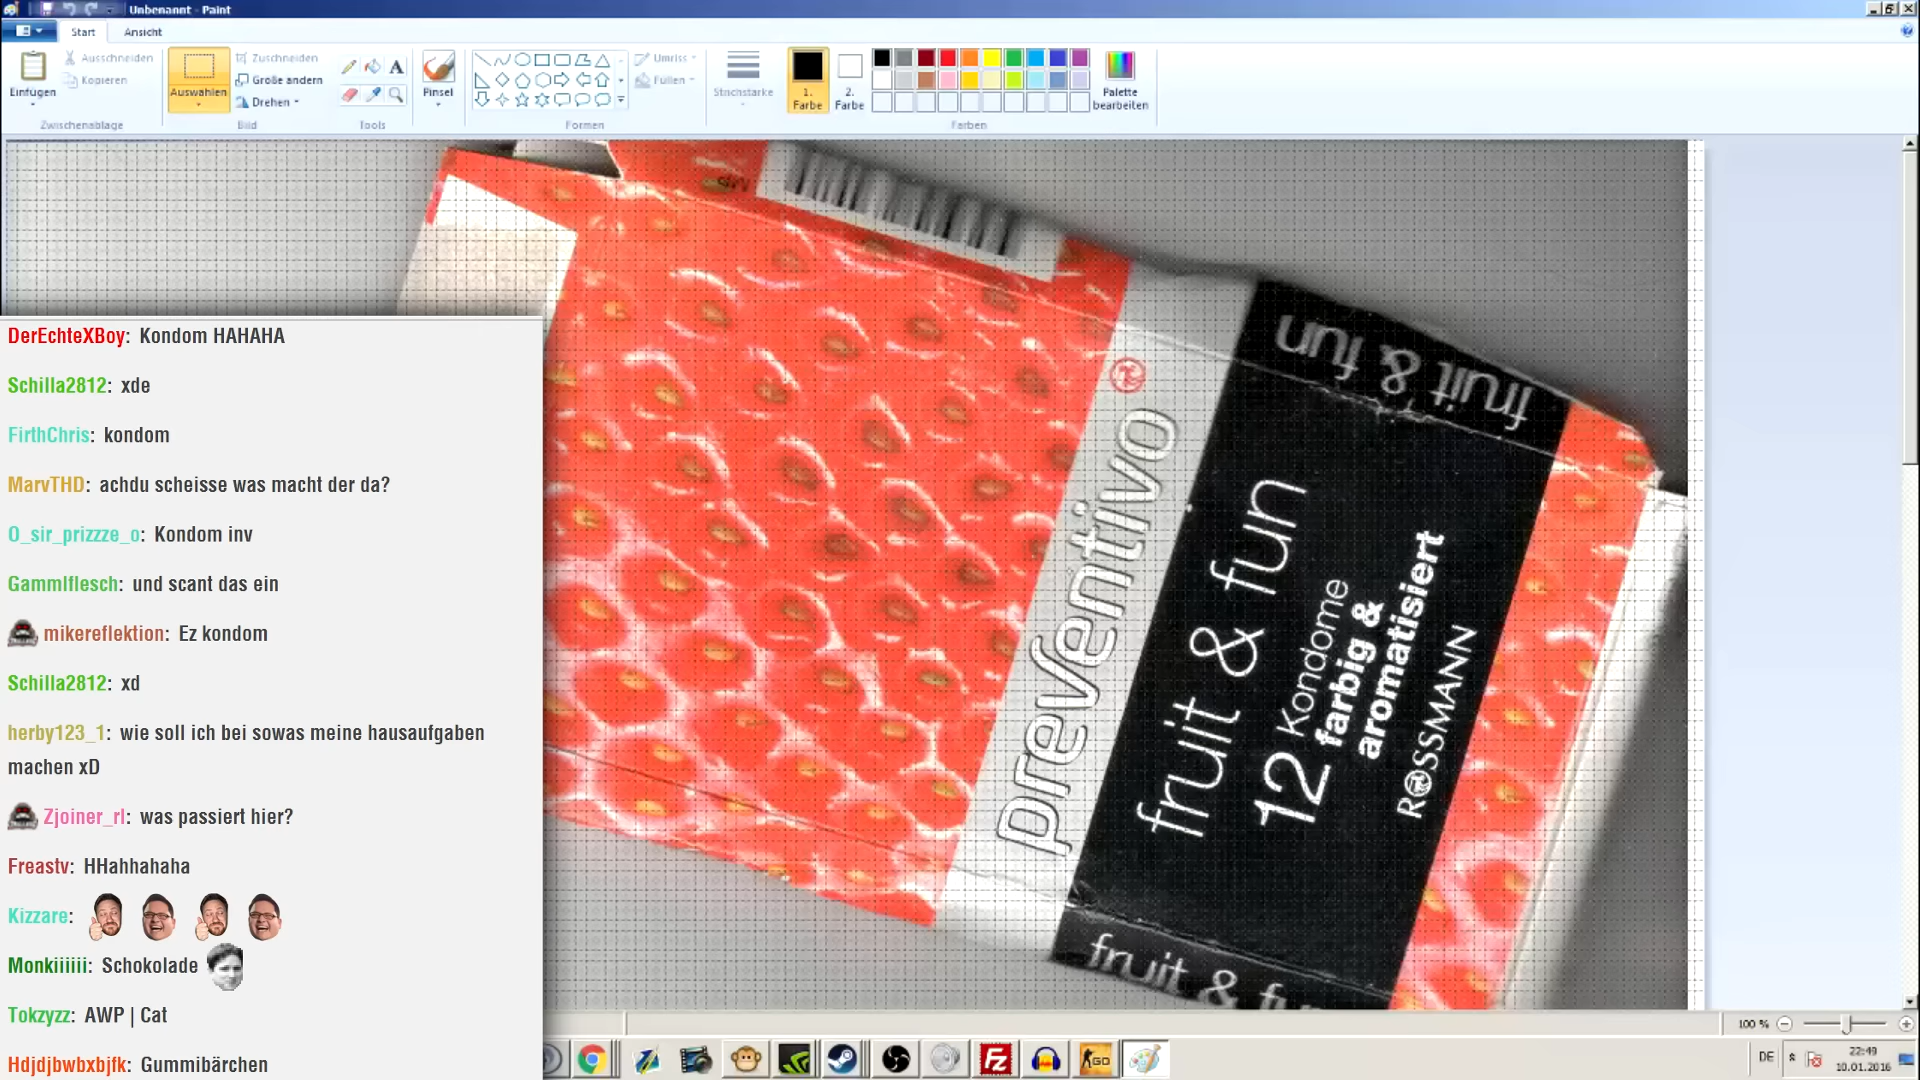 Unbenannt - Paint
Start
Ansicht
Einfügen
Ausschneiden
Kopieren
Zwischenablage
Auswählen
Zuschneiden
Größe ändern
Drehen
Bild
A
Tools
Pinsel
Formen
Umriss
Füllen
Strichstärke
1.
Farbe
2.
Farbe
Farben
Palette
bearbeiten
fruit & fun
preventivo
fruit & fun
12 Kondome
farbig &
aromatisiert
ROSSMANN
fruit & fun
DerEchteXBoy: Kondom HAHAHA
Schilla2812: xde
FirthChris: kondom
MarvTHD: achdu scheisse was macht der da?
O_sir_prizzze_o: Kondom inv
Gammlflesch: und scant das ein
mikereflektion: Ez kondom
Schilla2812: xd
herby123_1: wie soll ich bei sowas meine hausaufgaben
machen xD
Zjoiner_rl: was passiert hier?
Freastv: HHahhahaha
Kizzare:
Monkiiiiii: Schokolade
Tokzyzz: AWP | Cat
Hdjdjbwbxbjfk: Gummibärchen
100 %
FZ
GO
DE
22:49
10.01.2016